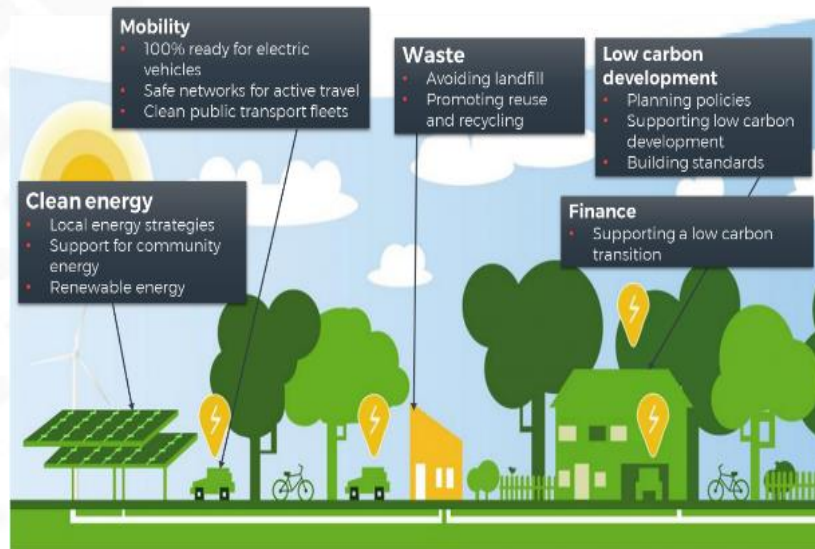 Mobility
• 100% ready for electric
vehicles
• Safe networks for active travel
• Clean public transport fleets
Waste
• Avoiding landfill
• Promoting reuse
and recycling
Low carbon
development
• Planning policies
• Supporting low carbon
development
• Building standards
Clean energy
• Local energy strategies
• Support for community
energy
• Renewable energy
Finance
• Supporting a low carbon
transition